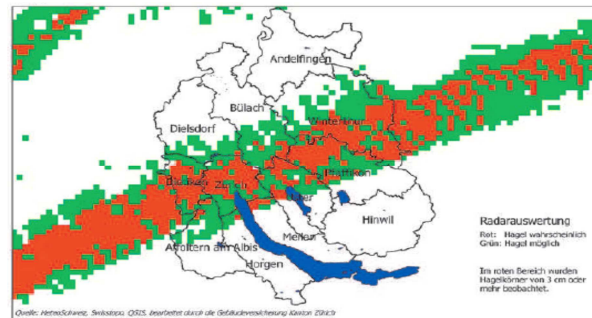 Andelfingen
Bülach
Dielsdorf
Winterthur
Pfäffikon
Zürich
Uster
Hinwil
Meilen
Affoltern am Albis
Horgen
Radarauswertung
Rot: Hagel wahrscheinlich
Grün: Hagel möglich
Im roten Bereich wurden
Hagelkörner von 3 cm oder
mehr beobachtet.
Quelle: MeteoSchweiz, Swisstopo, QGIS, bearbeitet durch die Gebäudeversicherung Kanton Zürich